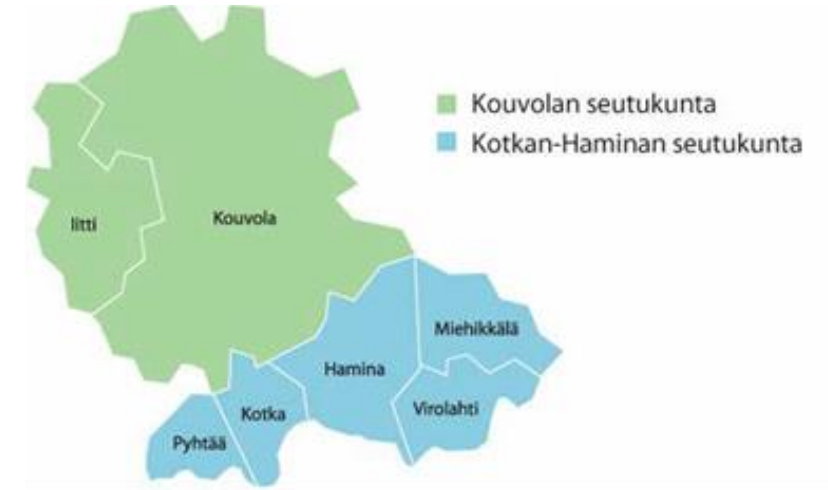 Kouvolan seutukunta
Kotkan-Haminan seutukunta
Iitti
Kouvola
Miehikkälä
Hamina
Kotka
Virolahti
Pyhtää